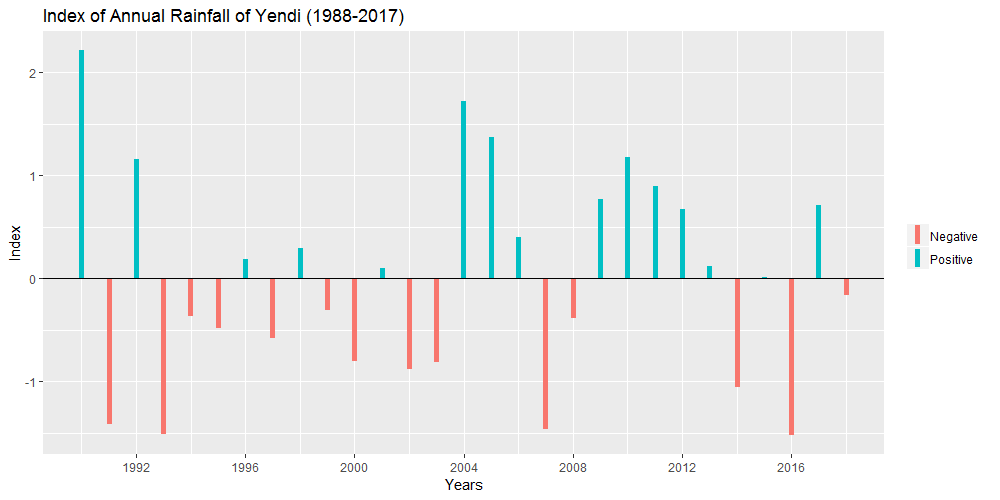 Index of Annual Rainfall of Yendi (1988-2017)
2
1
0
-1
Index
1992 1996 2000 2004 2008 2012 2016
Years
Negative
Positive